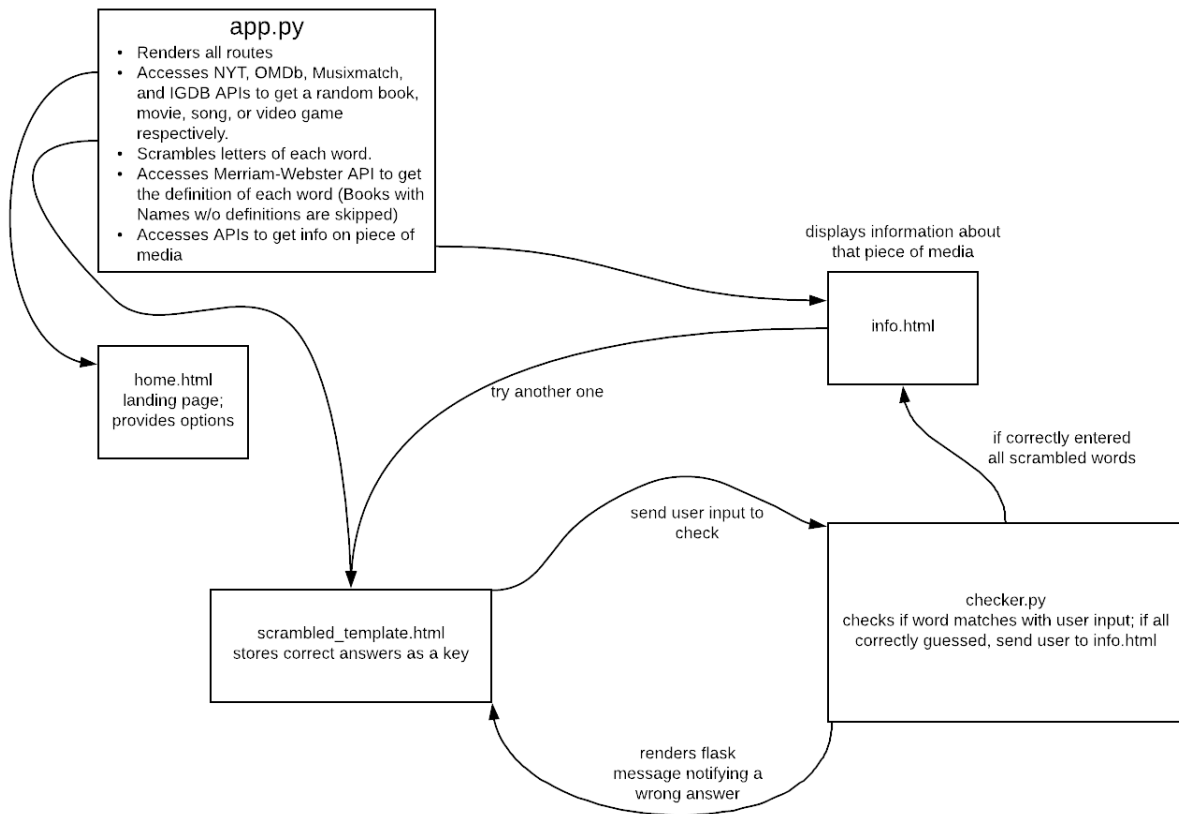 app.py
• Renders all routes
• Accesses NYT, OMDb, Musixmatch,
and IGDB APIs to get a random book,
movie, song, or video game
respectively.
• Scrambles letters of each word.
• Accesses Merriam-Webster API to get
the definition of each word (Books with
Names w/o definitions are skipped)
• Accesses APIs to get info on piece of
media
displays information about
that piece of media
info.html
home.html
landing page;
provides options
try another one
if correctly entered
all scrambled words
send user input to
check
checker.py
checks if word matches with user input; if all
correctly guessed, send user to info.html
scrambled_template.html
stores correct answers as a key
renders flask
message notifying a
wrong answer